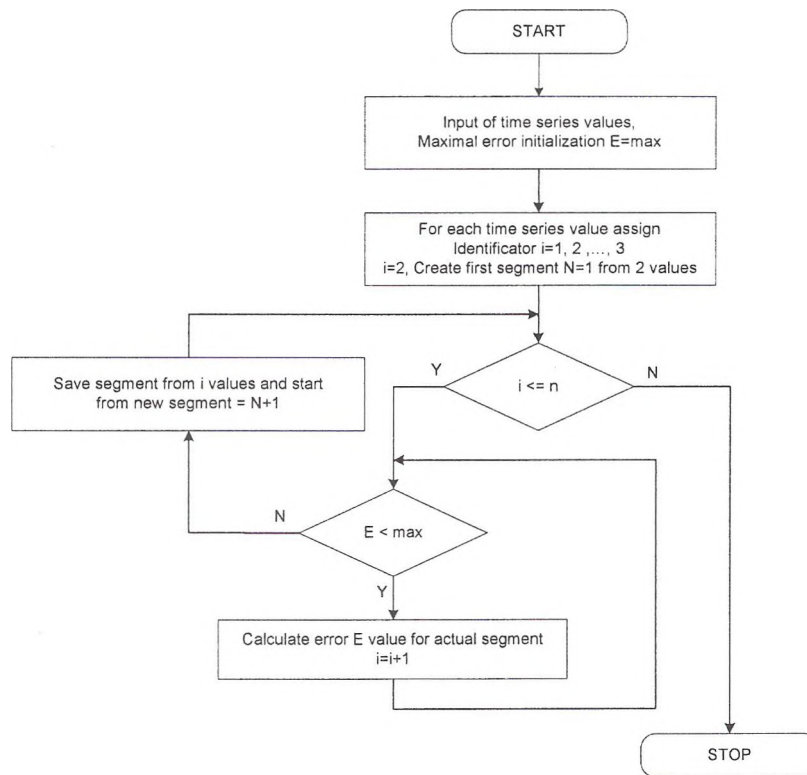 START
Input of time series values,
Maximal error initialization E=max
For each time series value assign
Identificator i=1, 2 ,..., 3
i=2, Create first segment N=1 from 2 values
Save segment from i values and start
from new segment = N+1
Y
i <= n
N
N
E < max
Y
Calculate error E value for actual segment
i=i+1
STOP